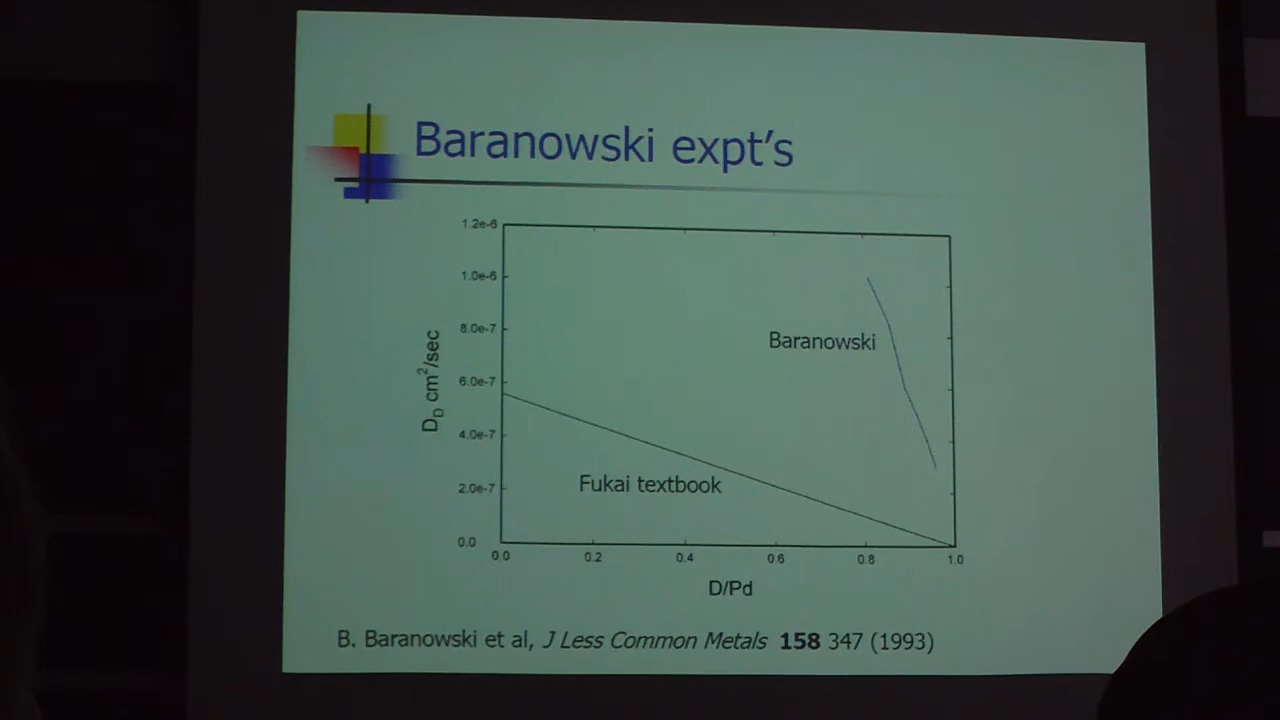 Baranowski expt's
1.2e-6
1.0e-6
8.0e-7
6.0e-7
4.0e-7
2.0e-7
0.0
D_D cm²/sec
Baranowski
Fukai textbook
0.0 0.2 0.4 0.6 0.8 1.0
D/Pd
B. Baranowski et al, J Less Common Metals 158 347 (1993)